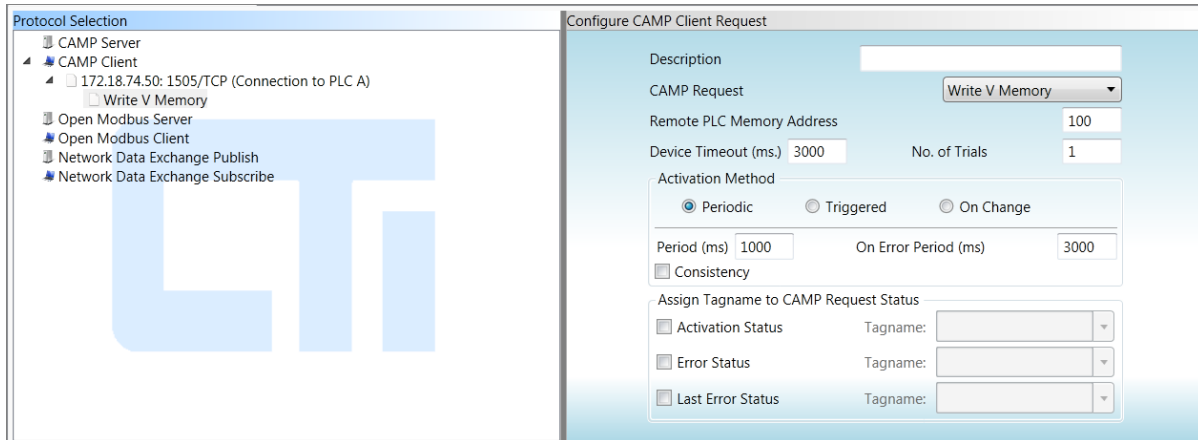 Protocol Selection
CAMP Server
CAMP Client
172.18.74.50: 1505/TCP (Connection to PLC A)
Write V Memory
Open Modbus Server
Open Modbus Client
Network Data Exchange Publish
Network Data Exchange Subscribe
CTi
Configure CAMP Client Request
Description
CAMP Request Write V Memory
Remote PLC Memory Address 100
Device Timeout (ms.) 3000 No. of Trials 1
Activation Method
Periodic Triggered On Change
Period (ms) 1000 On Error Period (ms) 3000
Consistency
Assign Tagname to CAMP Request Status
Activation Status Tagname:
Error Status Tagname:
Last Error Status Tagname: